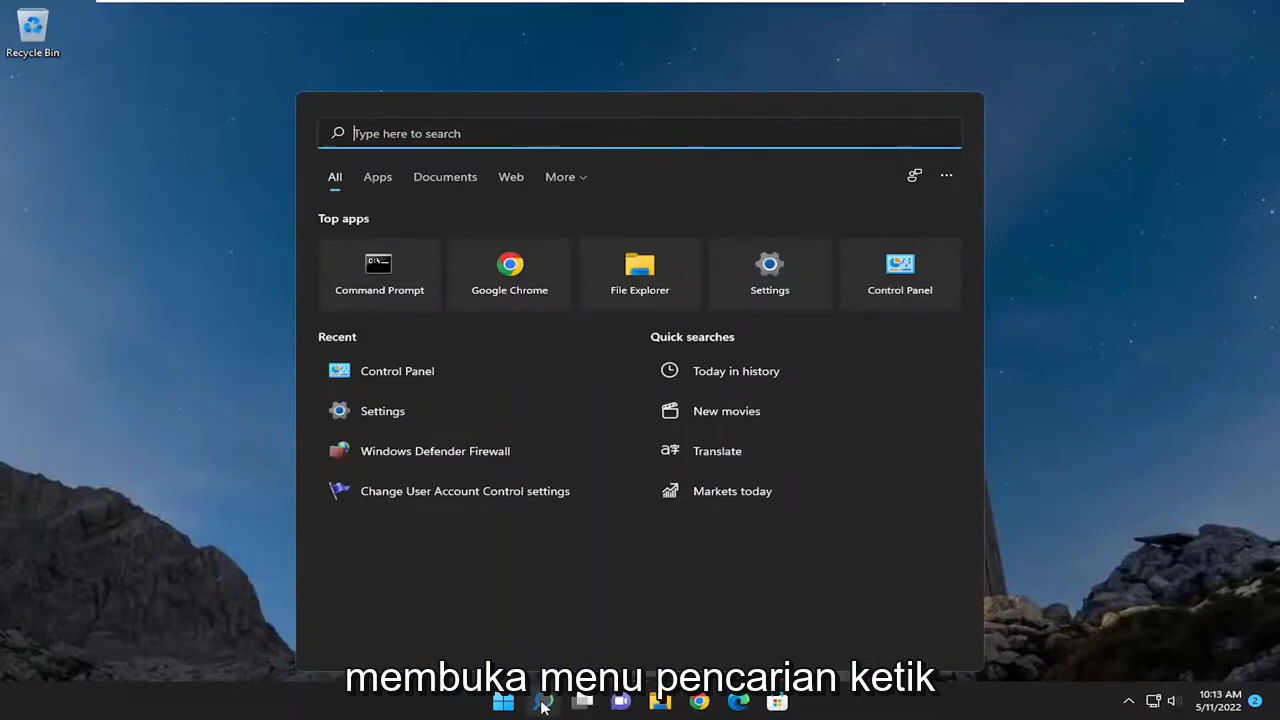 Recycle Bin
Type here to search
All Apps Documents Web More
Top apps
Command Prompt Google Chrome File Explorer Settings Control Panel
Recent Quick searches
Control Panel Today in history
Settings New movies
Windows Defender Firewall Translate
Change User Account Control settings Markets today
membuka menu pencarian ketik
10:13 AM
5/11/2022 2